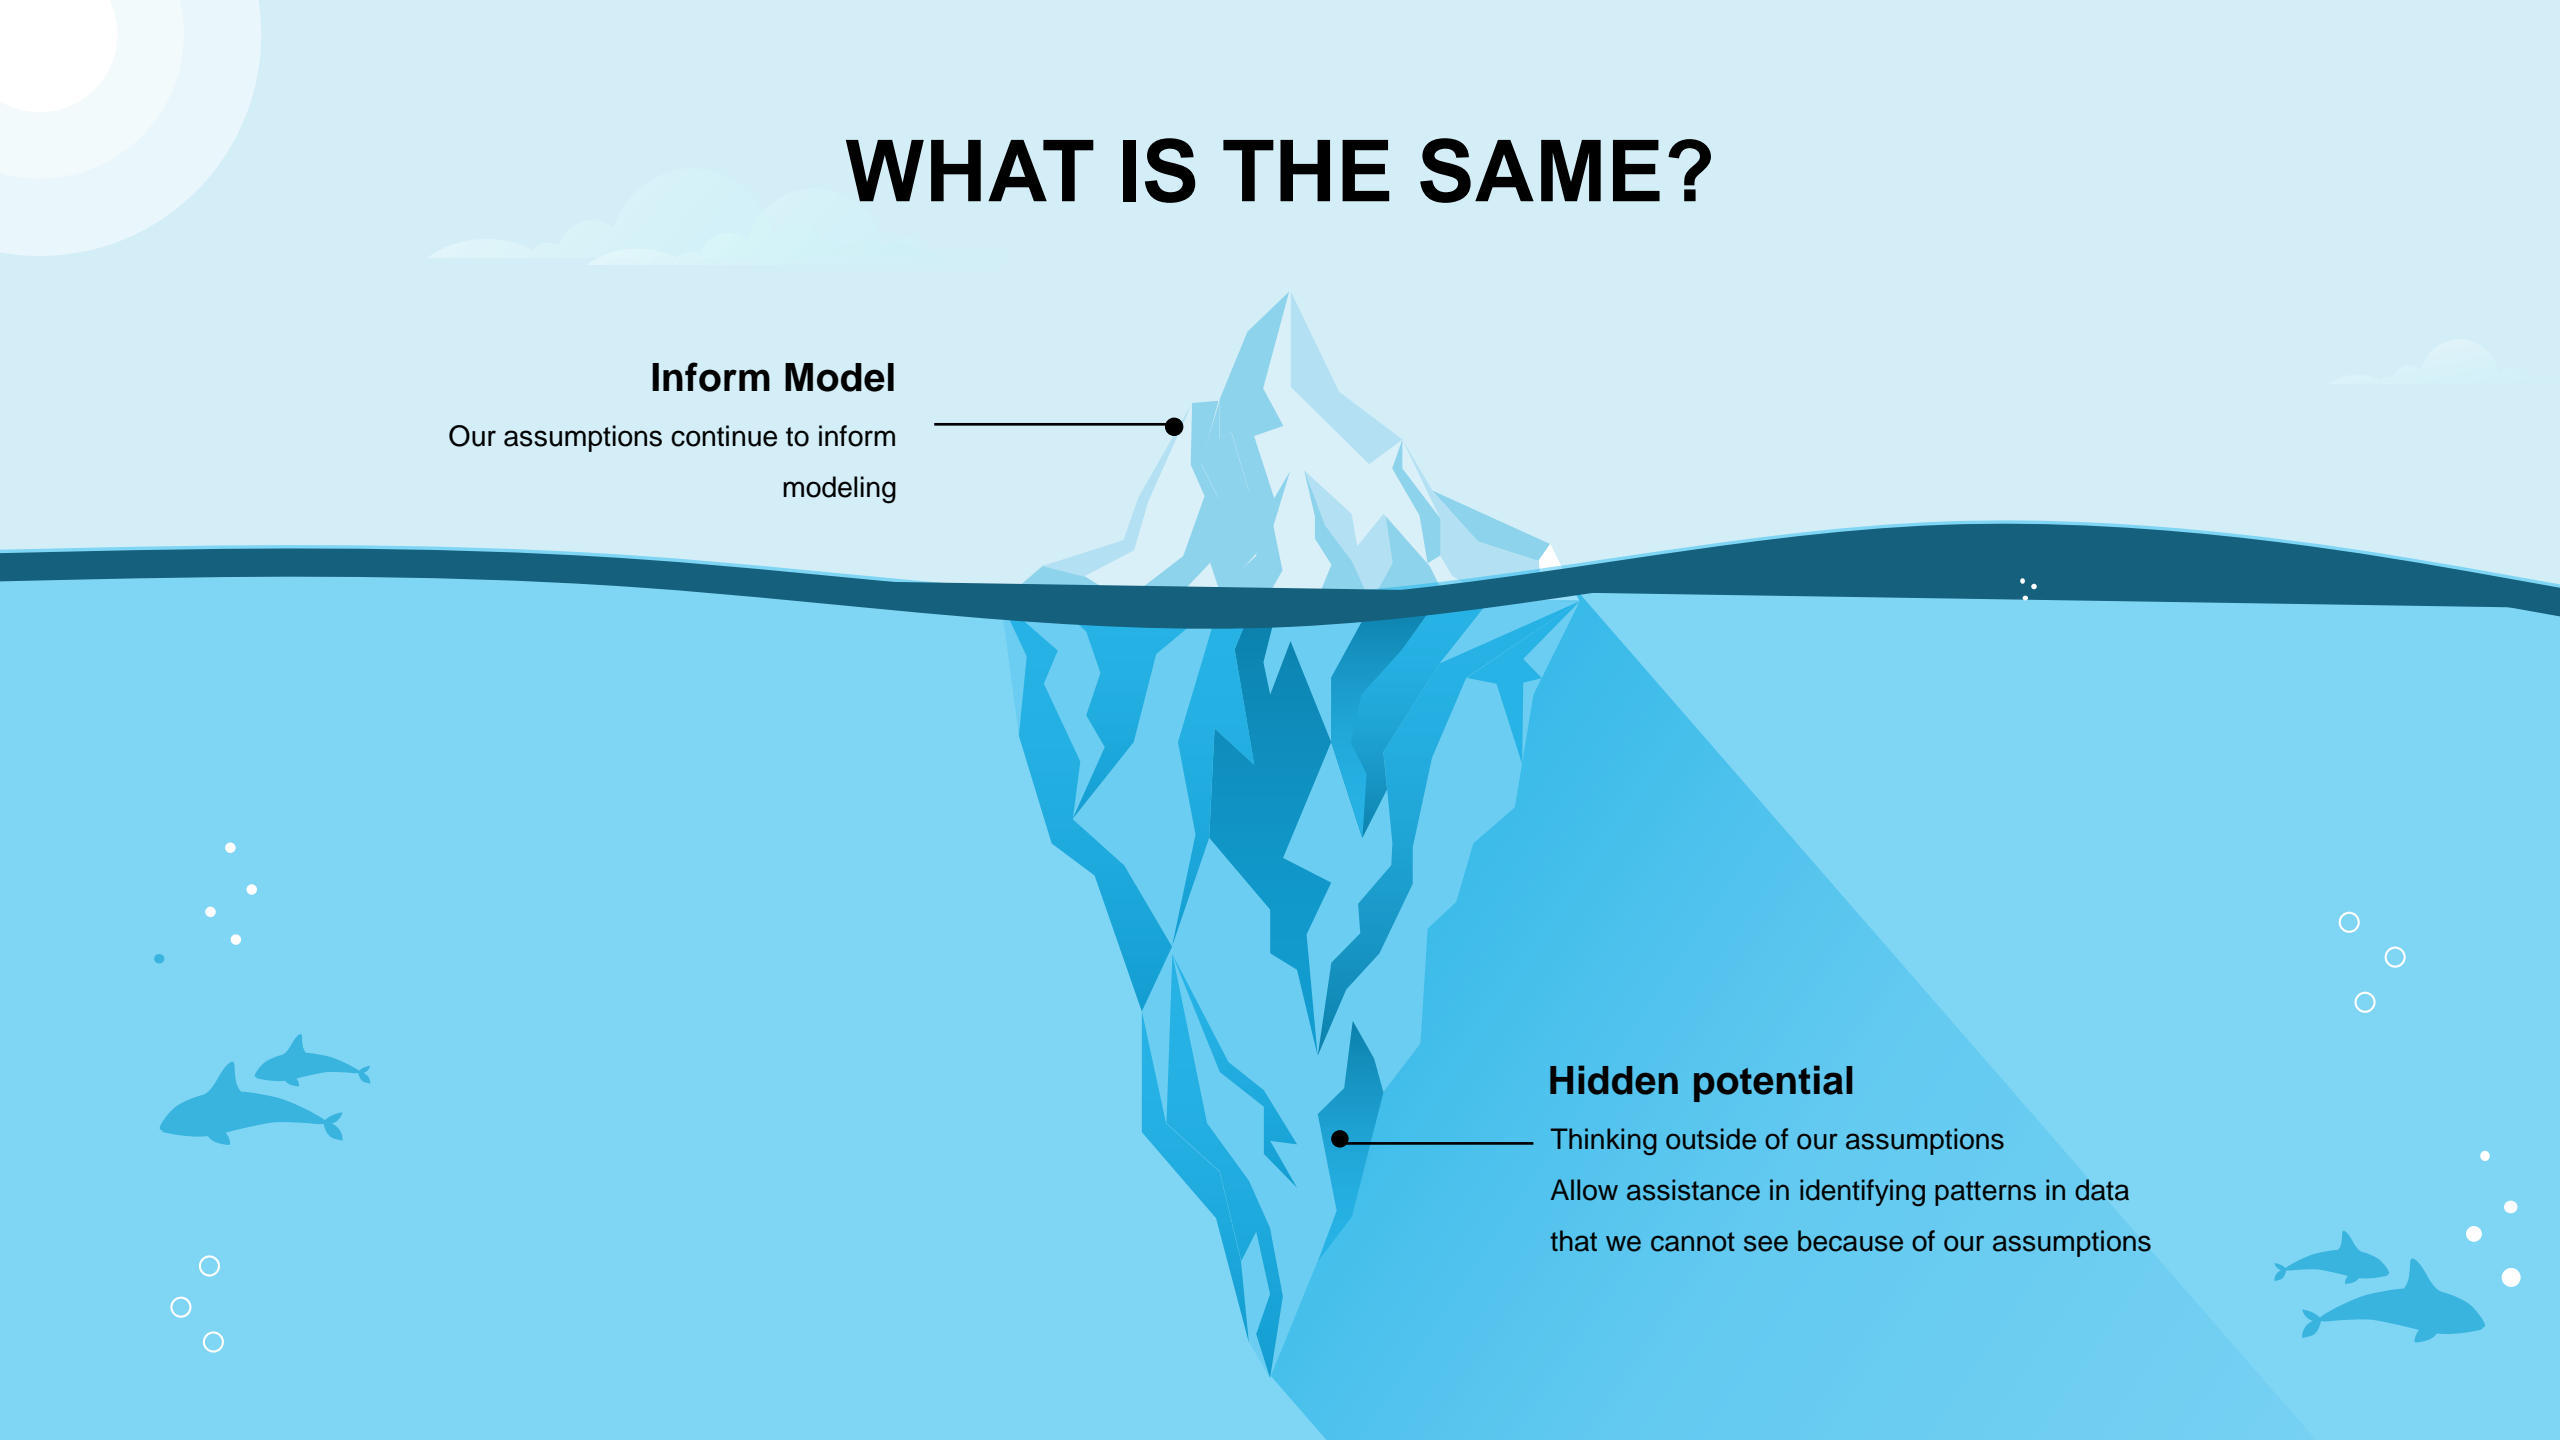 WHAT IS THE SAME?
Inform Model
Our assumptions continue to inform
modeling
Hidden potential
Thinking outside of our assumptions
Allow assistance in identifying patterns in data
that we cannot see because of our assumptions